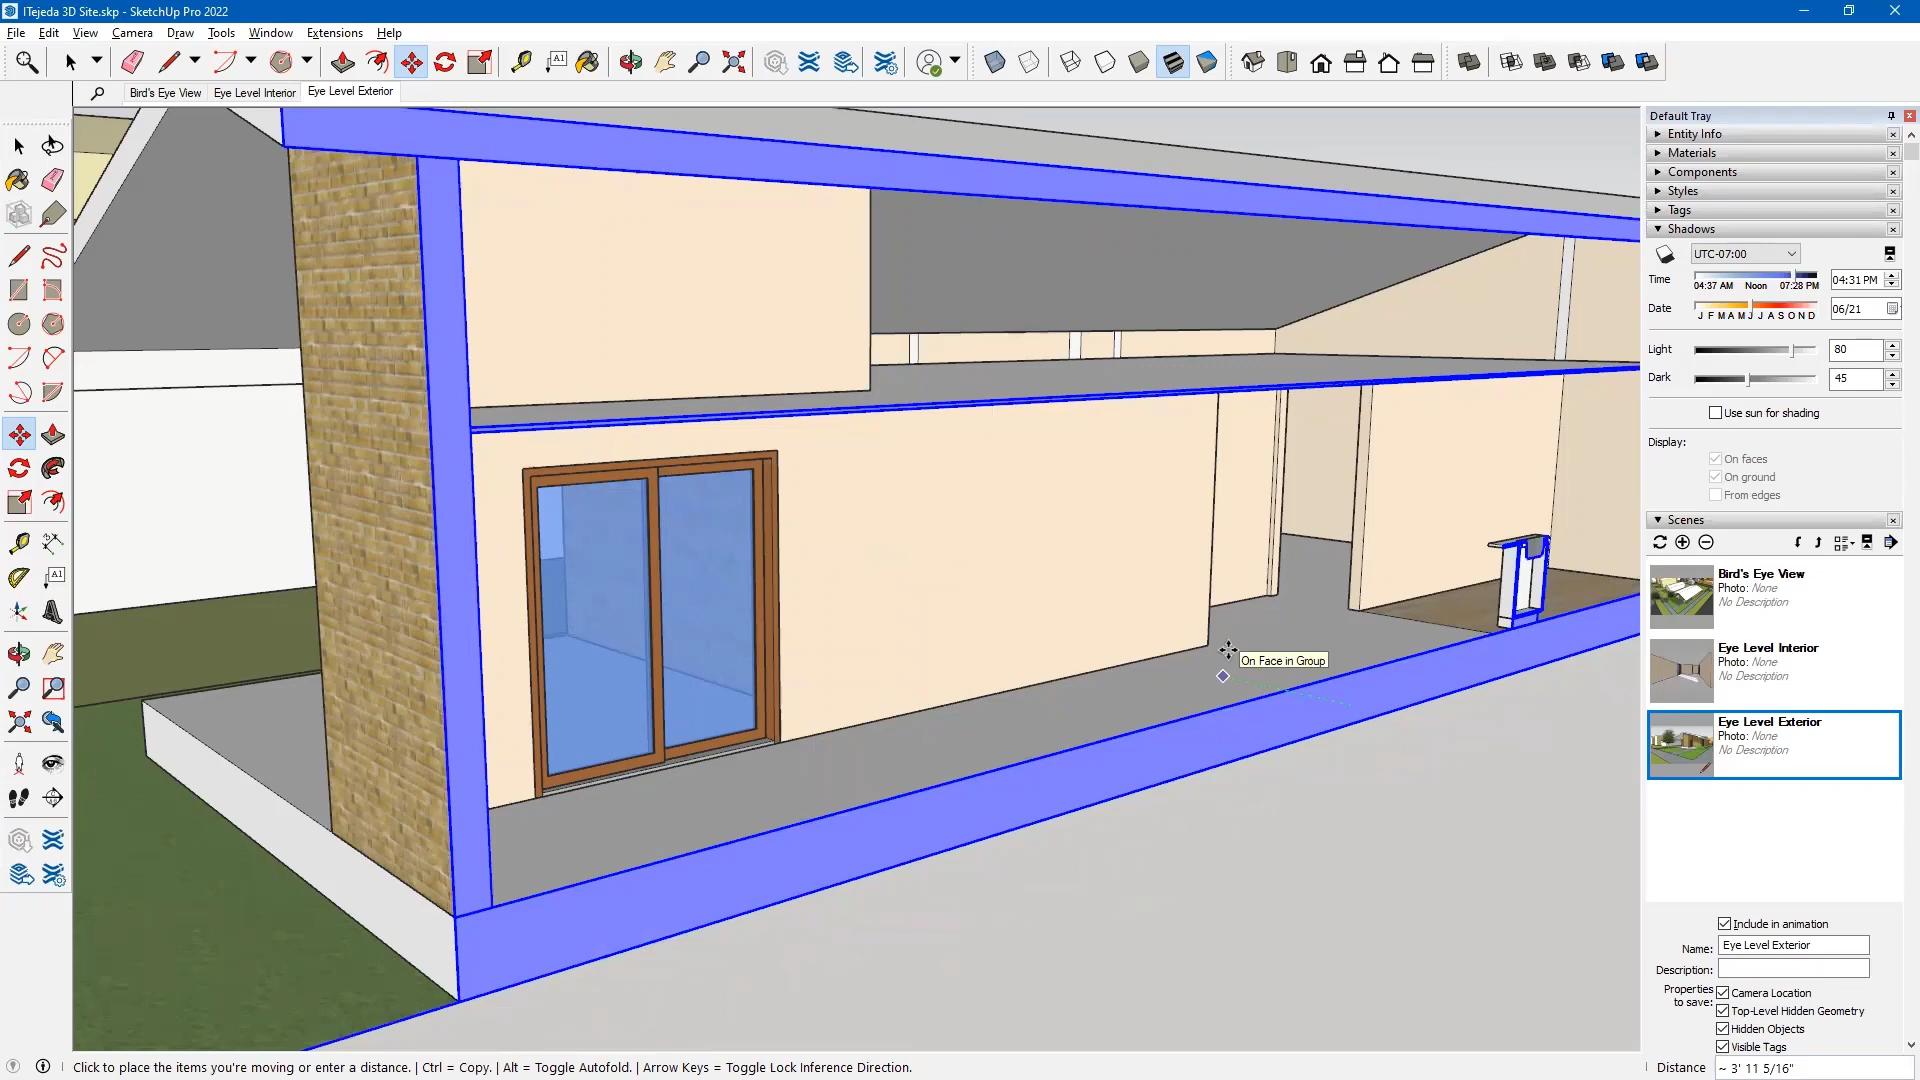 ITejeda 3D Site.skp - SketchUp Pro 2022
File Edit View Camera Draw Tools Window Extensions Help
A1
Bird's Eye View Eye Level Interior Eye Level Exterior
Default Tray
Entity Info
Materials
Components
Styles
Tags
Shadows
UTC-07:00
Time 04:31 PM
04:37 AM Noon 07:28 PM
Date 06/21
J F M A M J J A S O N D
Light 80
Dark 45
Use sun for shading
Display:
On faces
On ground
From edges
Scenes
Bird's Eye View
Photo: None
No Description
Eye Level Interior
Photo: None
No Description
Eye Level Exterior
Photo: None
No Description
A1
On Face in Group
Include in animation
Name: Eye Level Exterior
Description:
Properties to save:
Camera Location
Top-Level Hidden Geometry
Hidden Objects
Visible Tags
Click to place the items you're moving or enter a distance. | Ctrl = Copy. | Alt = Toggle Autofold. | Arrow Keys = Toggle Lock Inference Direction.
Distance ~ 3' 11 5/16"